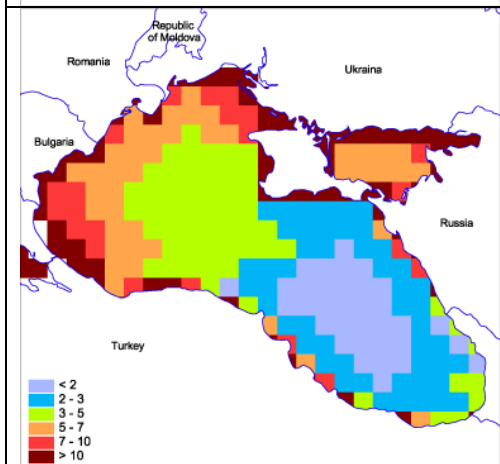 Republic
of Moldova
Romania
Ukraina
Bulgaria
Russia
Turkey
< 2
2 - 3
3 - 5
5 - 7
7 - 10
> 10